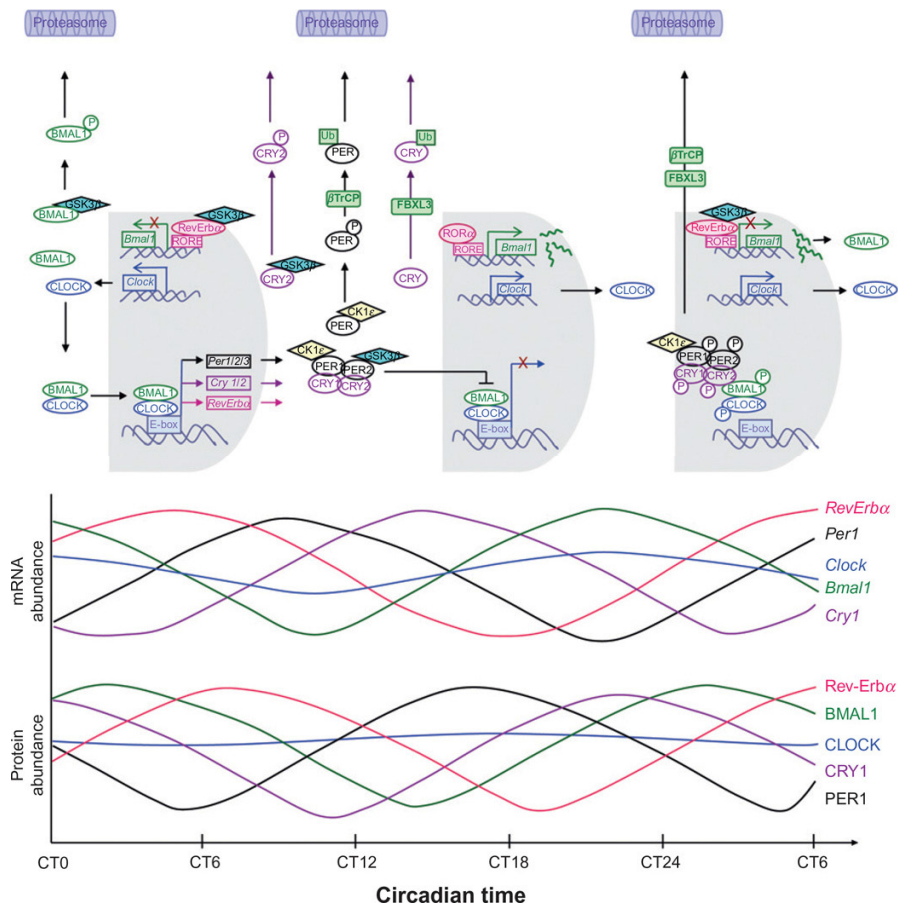 Proteasome
Proteasome
Proteasome
P
BMAL1
P
CRY2
Ub
PER
Ub
CRY
βTrCP
FBXL3
βTrCP
FBXL3
BMAL1
GSK3β
GSK3β
RevErbα
RORE
X
Bmal1
P
PER
RORα
RORE
Bmal1
GSK3β
RevErbα
RORE
X
Bmal1
BMAL1
BMAL1
GSK3β
CRY2
CRY
CLOCK
Clock
Clock
CLOCK
Clock
CLOCK
CK1ε
PER
CK1ε
GSK3β
PER1
PER2
CRY1
CRY2
CK1ε
P
P
PER1
PER2
CRY1
CRY2
P
P
Per1/2/3
Cry 1/2
RevErbα
X
BMAL1
CLOCK
BMAL1
CLOCK
E-box
BMAL1
CLOCK
E-box
BMAL1
P
CLOCK
P
E-box
mRNA
abundance
RevErbα
Per1
Clock
Bmal1
Cry1
Protein
abundance
Rev-Erbα
BMAL1
CLOCK
CRY1
PER1
CT0
CT6
CT12
CT18
CT24
CT6
Circadian time